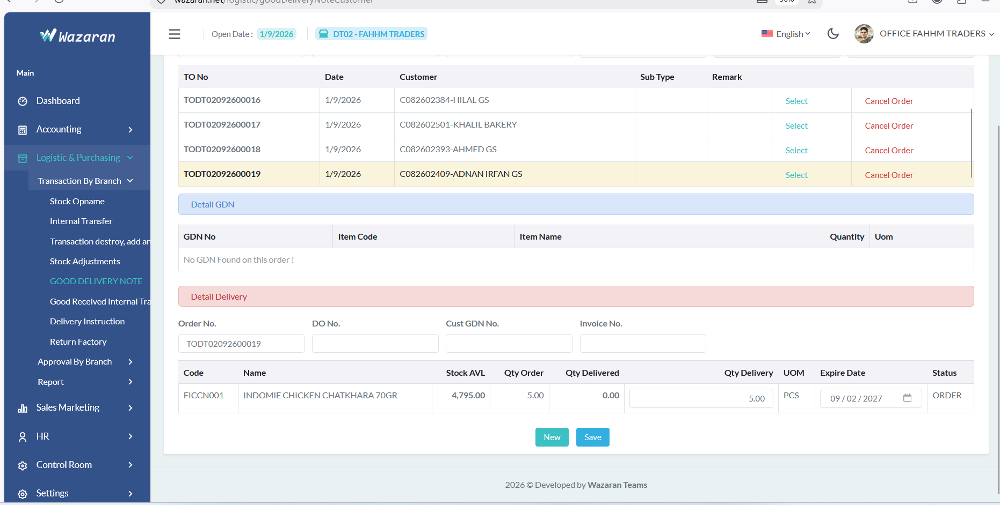 wazaran.net/logistic/goodDeliveryNoteCustomer
90%
Wazaran
Open Date : 1/9/2026 DT02 - FAHHM TRADERS English OFFICE FAHHM TRADERS
Main
Dashboard
Accounting
Logistic & Purchasing
Transaction By Branch
Stock Opname
Internal Transfer
Transaction destroy, add an
Stock Adjustments
GOOD DELIVERY NOTE
Good Received Internal Tra
Delivery Instruction
Return Factory
Approval By Branch
Report
Sales Marketing
HR
Control Room
Settings
TO No Date Customer Sub Type Remark
TODT02092600016 1/9/2026 C082602384-HILAL GS Select Cancel Order
TODT02092600017 1/9/2026 C082602501-KHALIL BAKERY Select Cancel Order
TODT02092600018 1/9/2026 C082602393-AHMED GS Select Cancel Order
TODT02092600019 1/9/2026 C082602409-ADNAN IRFAN GS Select Cancel Order
Detail GDN
GDN No Item Code Item Name Quantity Uom
No GDN Found on this order !
Detail Delivery
Order No. DO No. Cust GDN No. Invoice No.
TODT02092600019
Code Name Stock AVL Qty Order Qty Delivered Qty Delivery UOM Expire Date Status
FICCN001 INDOMIE CHICKEN CHATKHARA 70GR 4,795.00 5.00 0.00 5.00 PCS 09 / 02 / 2027 ORDER
New Save
2026 © Developed by Wazaran Teams